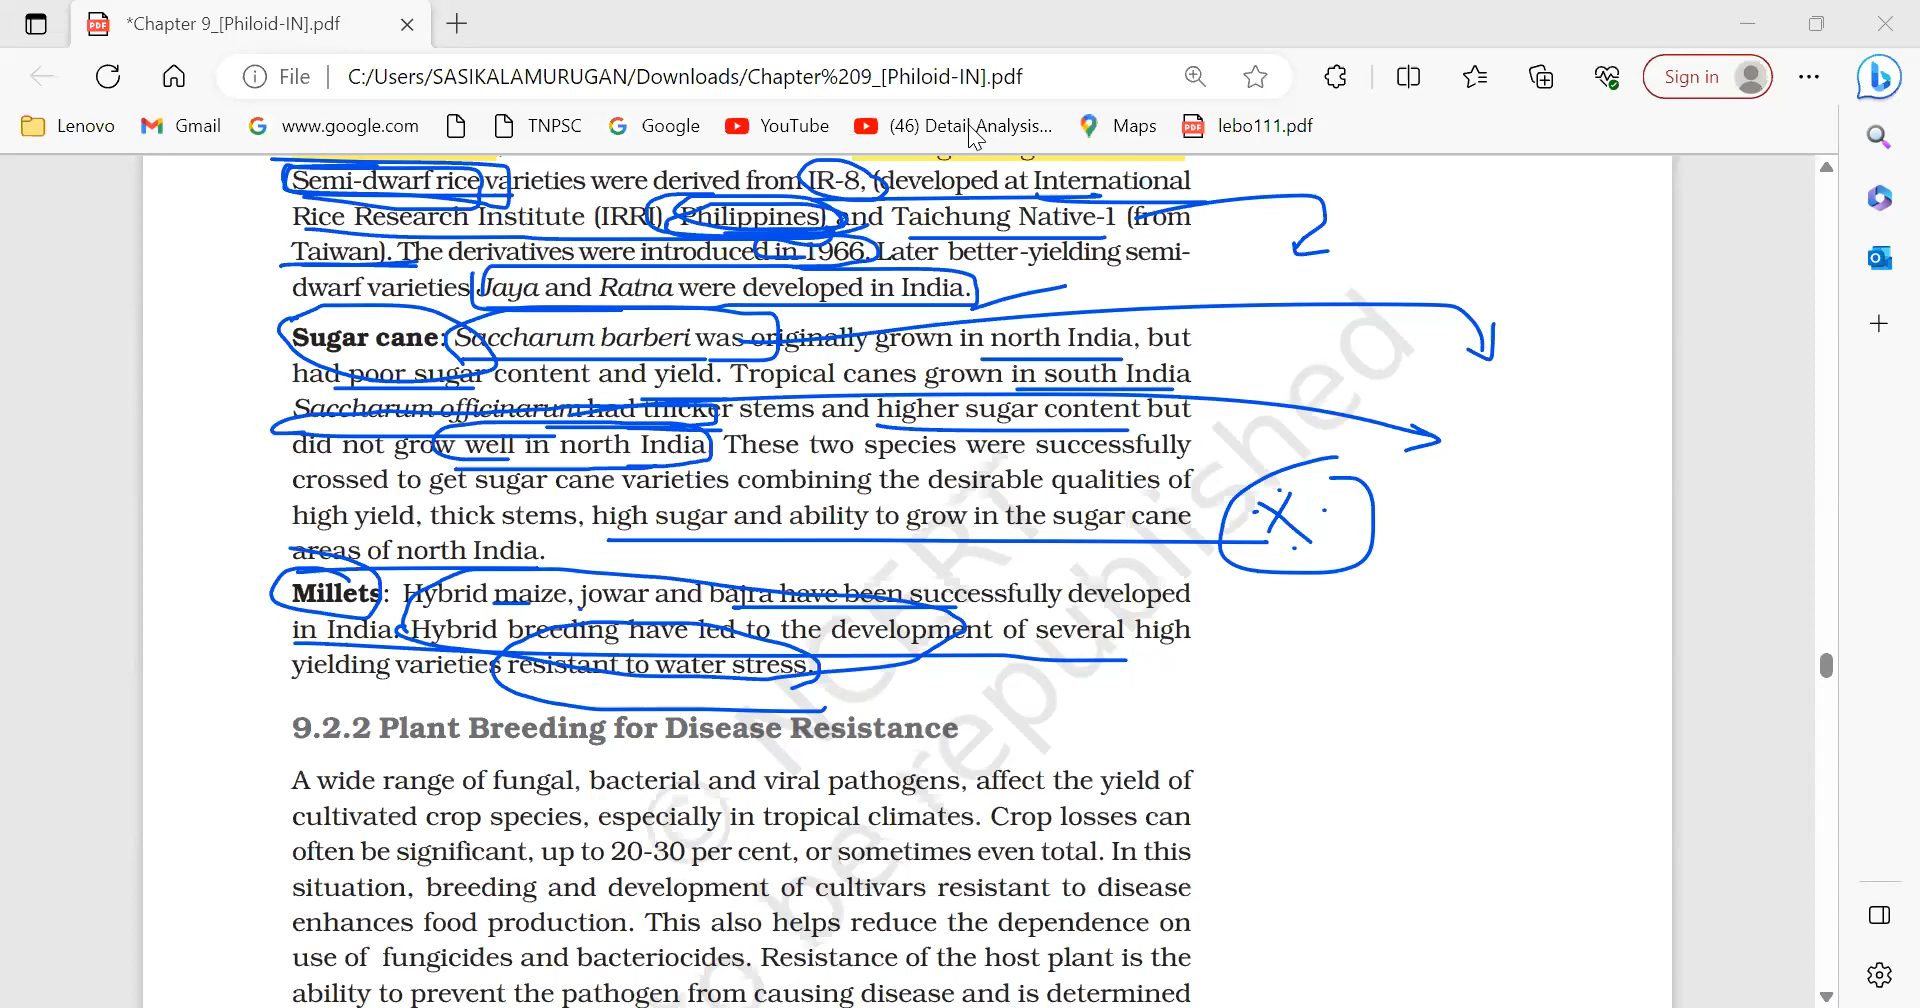 *Chapter 9_[Philoid-IN].pdf
File
C:/Users/SASIKALAMURUGAN/Downloads/Chapter%209_[Philoid-IN].pdf
Sign in
Lenovo
Gmail
www.google.com
TNPSC
Google
YouTube
(46) Detail Analysis...
Maps
lebo111.pdf
Semi-dwarf rice varieties were derived from IR-8, (developed at International
Rice Research Institute (IRRI), Philippines) and Taichung Native-1 (from
Taiwan). The derivatives were introduced in 1966. Later better-yielding semi-
dwarf varieties Jaya and Ratna were developed in India.
Sugar cane: Saccharum barberi was originally grown in north India, but
had poor sugar content and yield. Tropical canes grown in south India
Saccharum officinarum had thicker stems and higher sugar content but
did not grow well in north India. These two species were successfully
crossed to get sugar cane varieties combining the desirable qualities of
high yield, thick stems, high sugar and ability to grow in the sugar cane
areas of north India.
Millets: Hybrid maize, jowar and bajra have been successfully developed
in India. Hybrid breeding have led to the development of several high
yielding varieties resistant to water stress.
9.2.2 Plant Breeding for Disease Resistance
A wide range of fungal, bacterial and viral pathogens, affect the yield of
cultivated crop species, especially in tropical climates. Crop losses can
often be significant, up to 20-30 per cent, or sometimes even total. In this
situation, breeding and development of cultivars resistant to disease
enhances food production. This also helps reduce the dependence on
use of fungicides and bacteriocides. Resistance of the host plant is the
ability to prevent the pathogen from causing disease and is determined
© NCERT
be republished
X